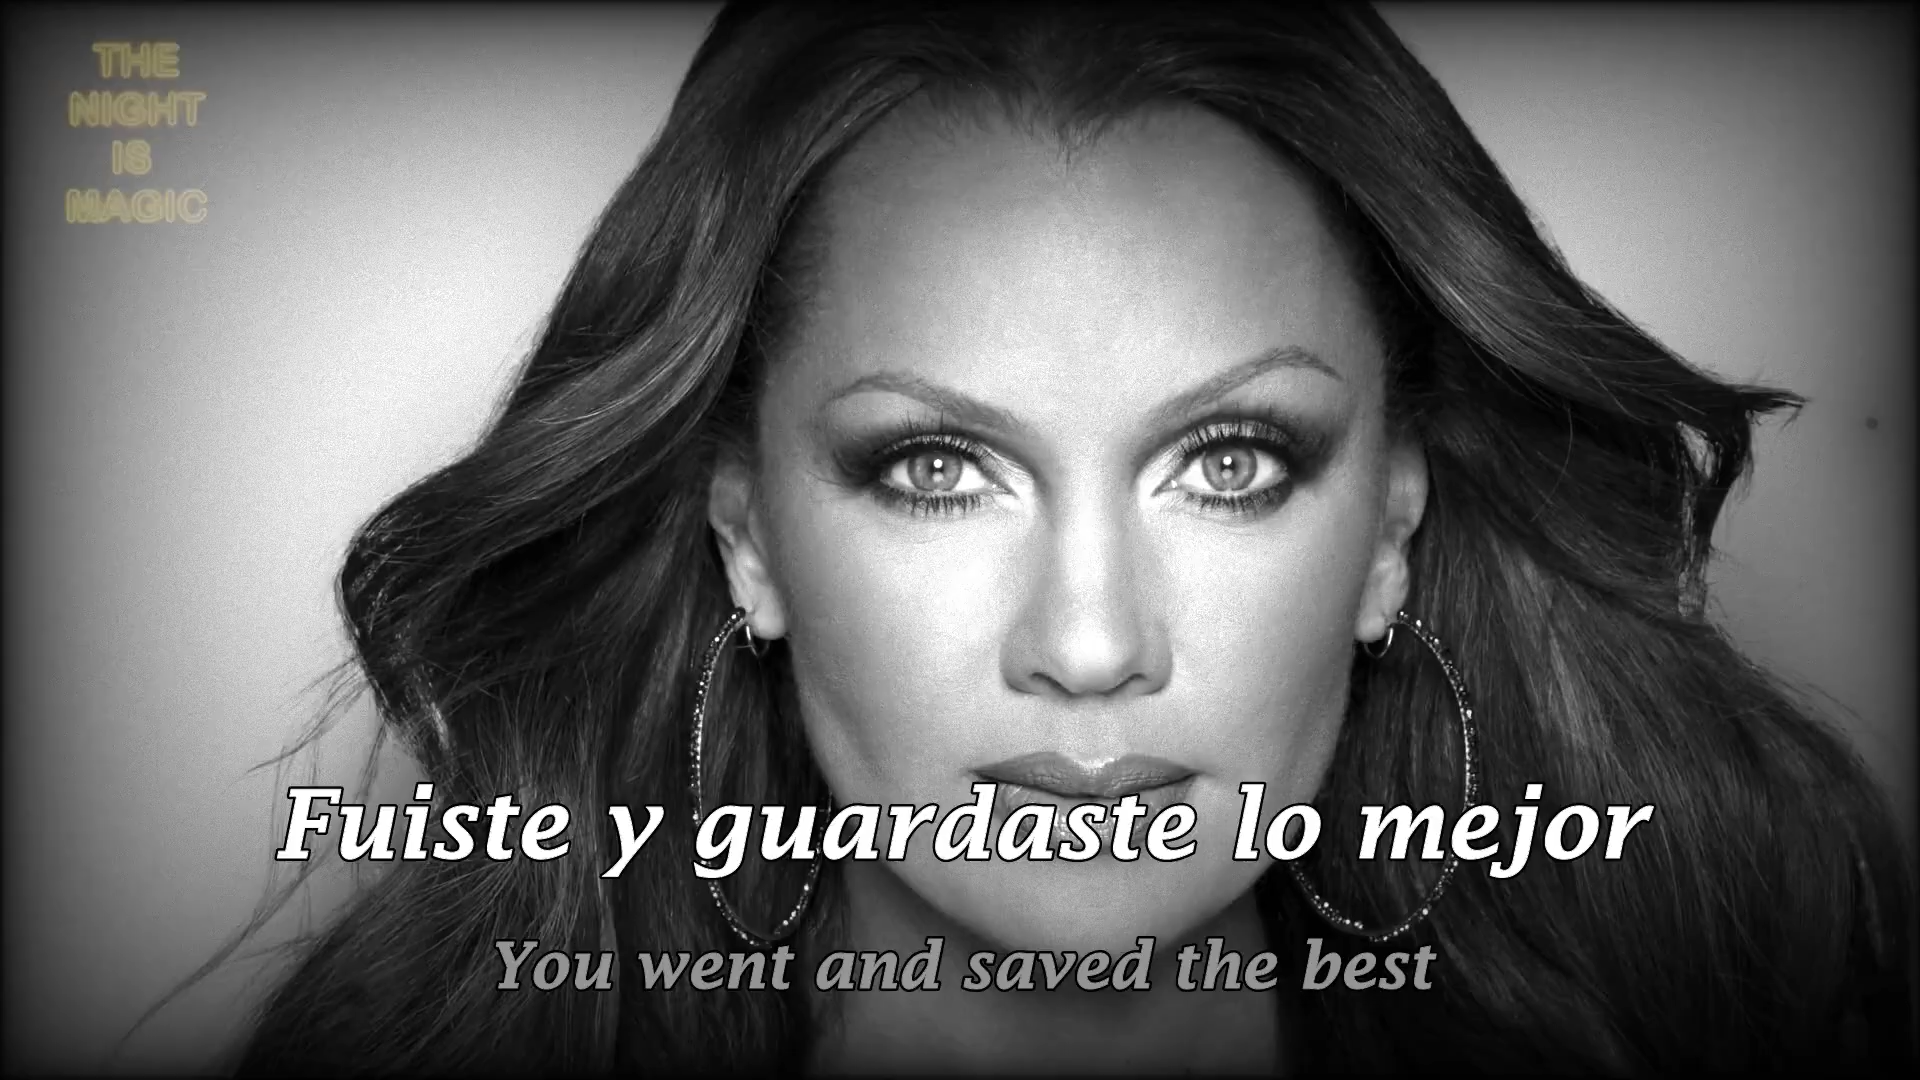 THE
NIGHT
IS
MAGIC
Fuiste y guardaste lo mejor
You went and saved the best